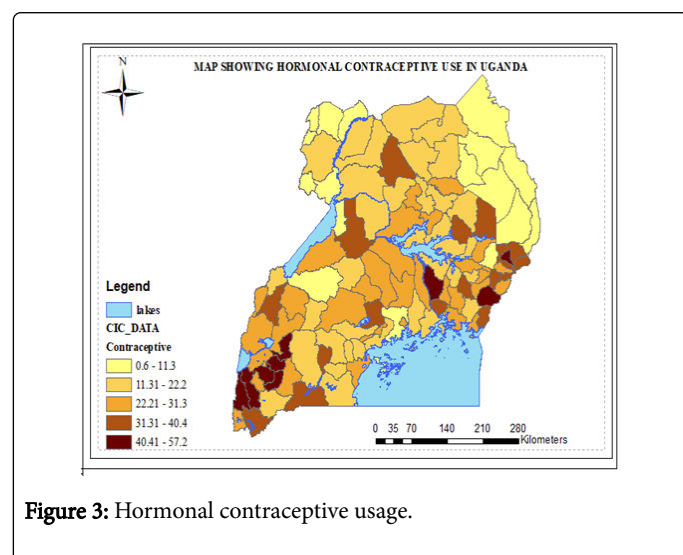 N
MAP SHOWING HORMONAL CONTRACEPTIVE USE IN UGANDA
Legend
lakes
CIC_DATA
Contraceptive
0.6 - 11.3
11.31 - 22.2
22.21 - 31.3
31.31 - 40.4
40.41 - 57.2
0 35 70 140 210 280
Kilometers
Figure 3: Hormonal contraceptive usage.